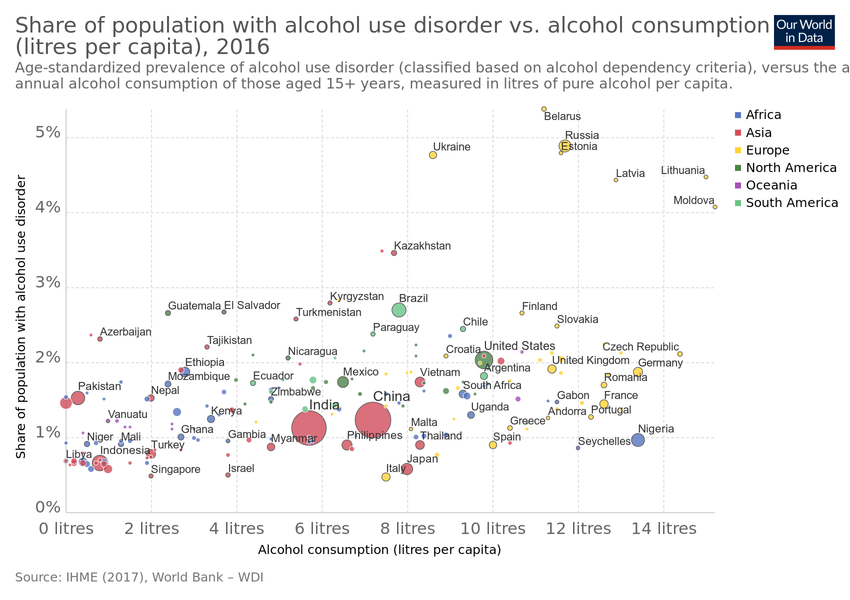 Share of population with alcohol use disorder vs. alcohol consumption
(litres per capita), 2016
Our World
in Data
Age-standardized prevalence of alcohol use disorder (classified based on alcohol dependency criteria), versus the a
annual alcohol consumption of those aged 15+ years, measured in litres of pure alcohol per capita.
Belarus
Africa
Asia
Europe
North America
Oceania
South America
5%
Russia
Estonia
Ukraine
Latvia
Lithuania
Moldova
4%
Kazakhstan
3%
Kyrgyzstan
Brazil
Guatemala
El Salvador
Turkmenistan
Finland
Slovakia
Chile
Paraguay
Azerbaijan
Tajikistan
Nicaragua
Croatia
United States
Czech Republic
2%
Ethiopia
Mozambique
Ecuador
Mexico
Vietnam
Argentina
United Kingdom
Germany
Romania
Pakistan
Nepal
Zimbabwe
South Africa
Gabon
France
India
China
Uganda
Andorra
Portugal
Vanuatu
Kenya
Malta
Greece
1%
Niger
Mali
Ghana
Gambia
Myanmar
Philippines
Thailand
Spain
Seychelles
Nigeria
Libya
Indonesia
Turkey
Singapore
Israel
Italy
Japan
0%
0 litres
2 litres
4 litres
6 litres
8 litres
10 litres
12 litres
14 litres
Share of population with alcohol use disorder
Alcohol consumption (litres per capita)
Source: IHME (2017), World Bank – WDI